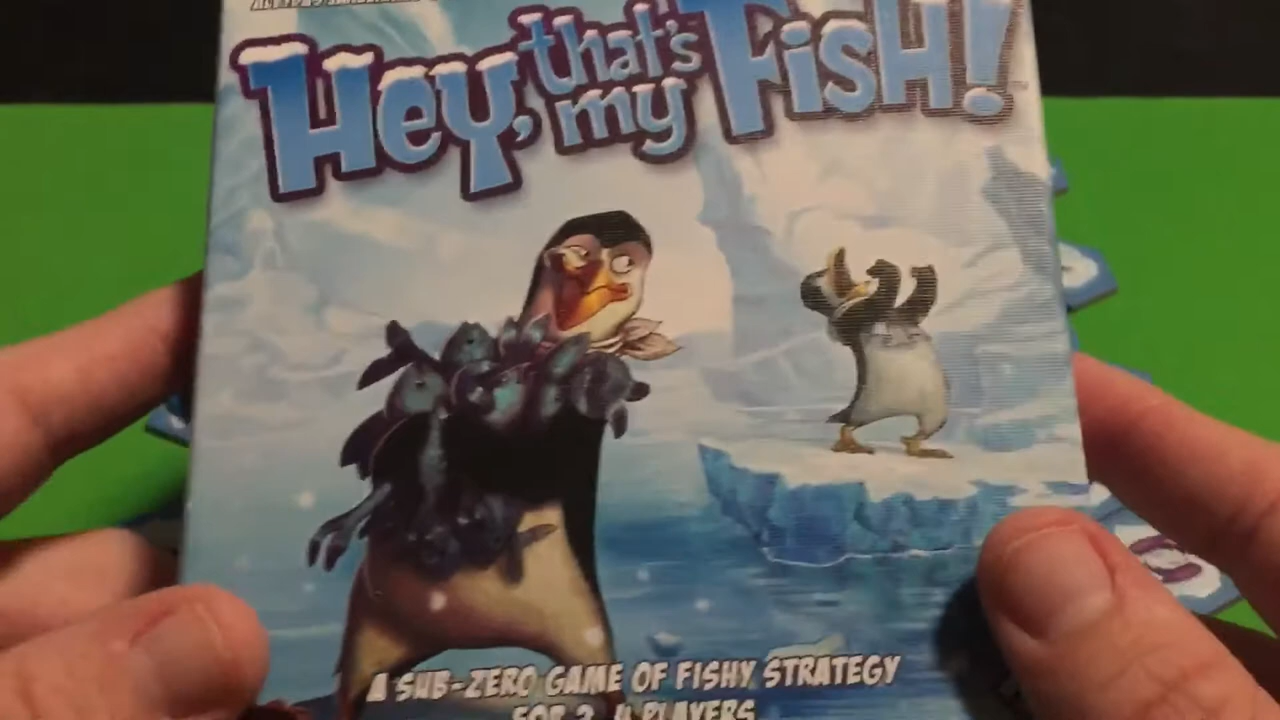 Hey, that's my FisH!
A SUB-ZERO GAME OF FISHY STRATEGY
FOR 2-4 PLAYERS